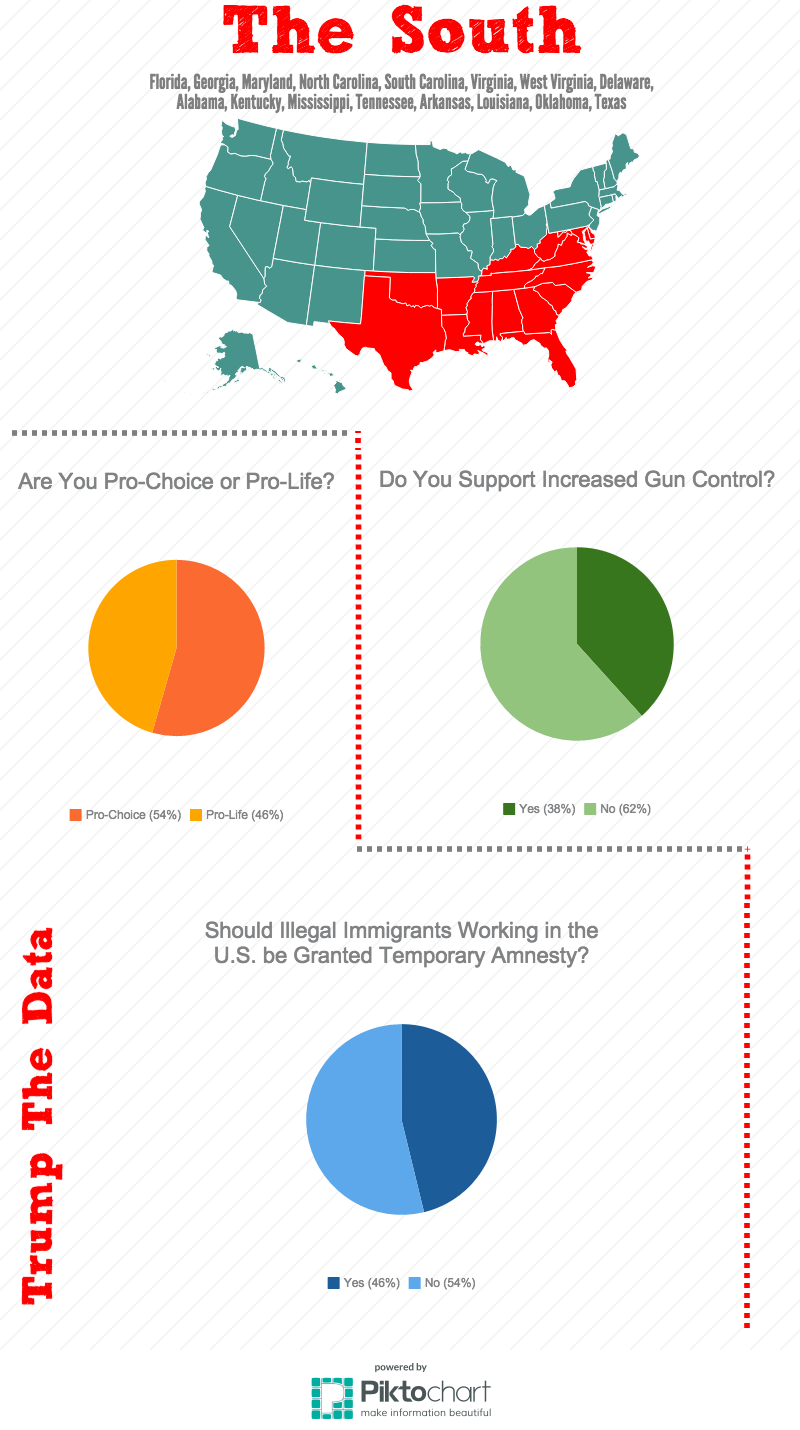 The South
Florida, Georgia, Maryland, North Carolina, South Carolina, Virginia, West Virginia, Delaware,
Alabama, Kentucky, Mississippi, Tennessee, Arkansas, Louisiana, Oklahoma, Texas
Are You Pro-Choice or Pro-Life?
Pro-Choice (54%) Pro-Life (46%)
Do You Support Increased Gun Control?
Yes (38%) No (62%)
Trump The Data
Should Illegal Immigrants Working in the
U.S. be Granted Temporary Amnesty?
Yes (46%) No (54%)
powered by
Piktochart
make information beautiful